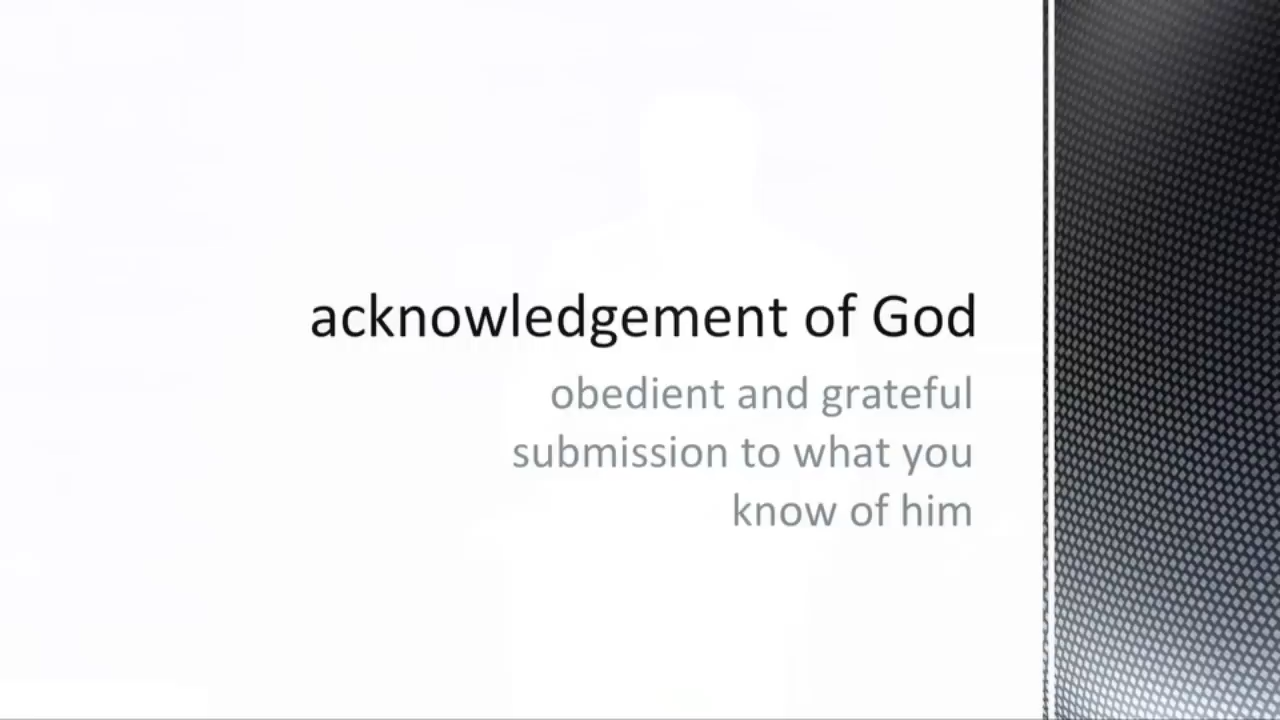 acknowledgement of God
obedient and grateful
submission to what you
know of him